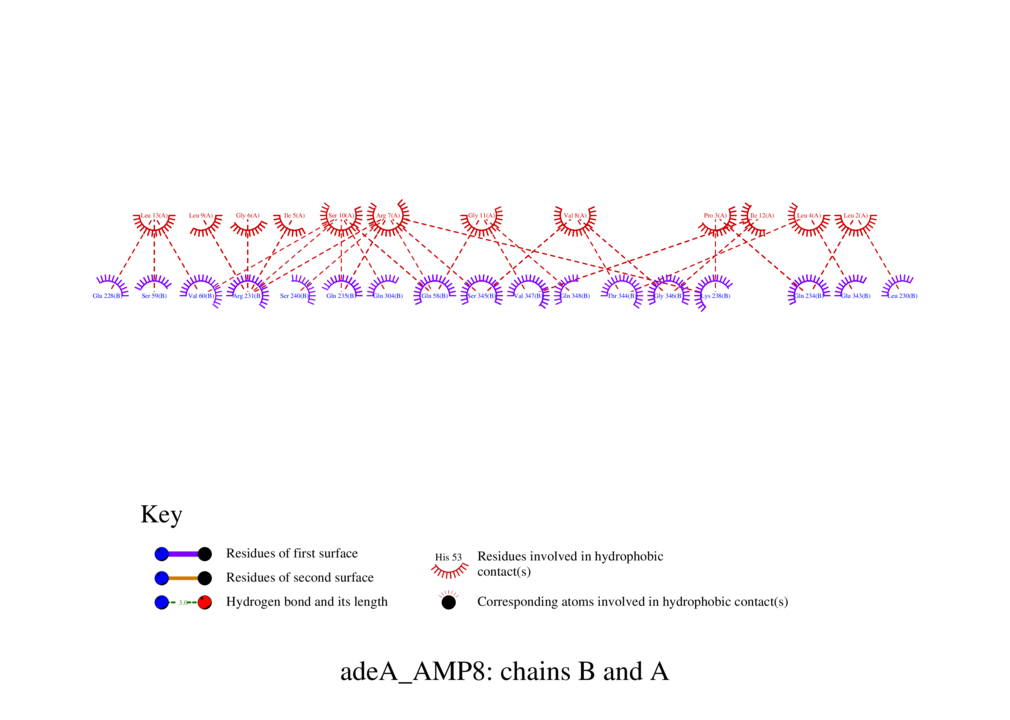 Leu 13(A) Leu 9(A) Gly 6(A) Ile 5(A) Ser 10(A) Arg 7(A) Gly 11(A) Val 8(A) Pro 3(A) Ile 12(A) Leu 4(A) Leu 2(A)
Glu 228(B) Ser 59(B) Val 60(B) Arg 231(B) Ser 240(B) Gln 235(B) Gln 304(B) Gln 58(B) Ser 345(B) Val 347(B) Gln 348(B) Thr 344(B) Gly 346(B) Lys 238(B) Gln 234(B) Glu 343(B) Leu 230(B)
Key
Residues of first surface
Residues of second surface
3.0
Hydrogen bond and its length
His 53
Residues involved in hydrophobic
contact(s)
Corresponding atoms involved in hydrophobic contact(s)
adeA_AMP8: chains B and A